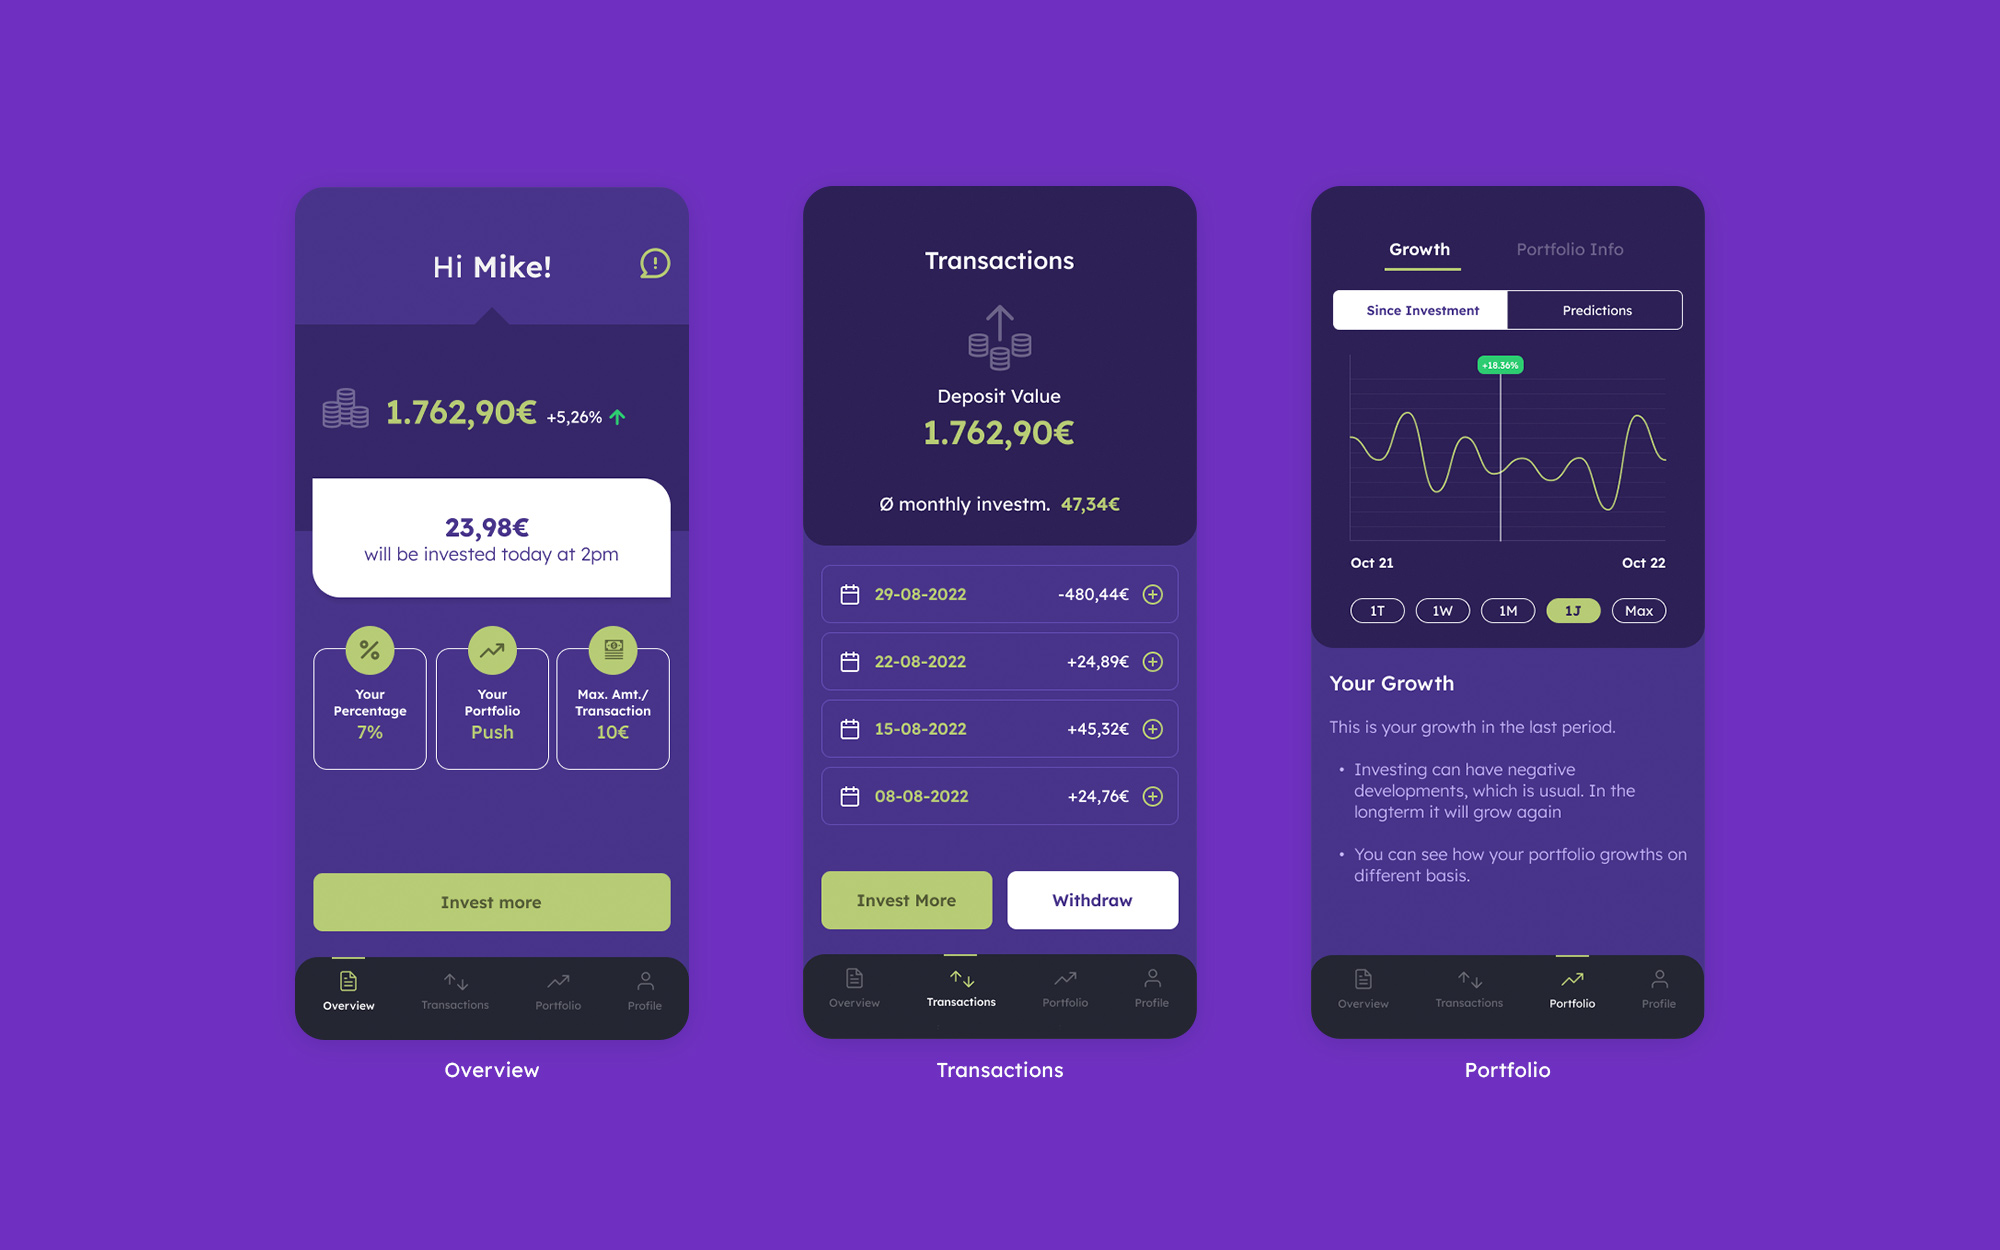 Hi Mike!
1.762,90€ +5,26%
23,98€
will be invested today at 2pm
Your
Percentage
7%
Your
Portfolio
Push
Max. Amt./
Transaction
10€
Invest more
Overview
Transactions
Portfolio
Profile
Overview
Transactions
Deposit Value
1.762,90€
Ø monthly investm. 47,34€
29-08-2022 -480,44€
22-08-2022 +24,89€
15-08-2022 +45,32€
08-08-2022 +24,76€
Invest More
Withdraw
Overview
Transactions
Portfolio
Profile
Transactions
Growth
Portfolio Info
Since Investment
Predictions
+18.36%
Oct 21
Oct 22
1T
1W
1M
1J
Max
Your Growth
This is your growth in the last period.
• Investing can have negative
developments, which is usual. In the
longterm it will grow again
• You can see how your portfolio growths on
different basis.
Overview
Transactions
Portfolio
Profile
Portfolio